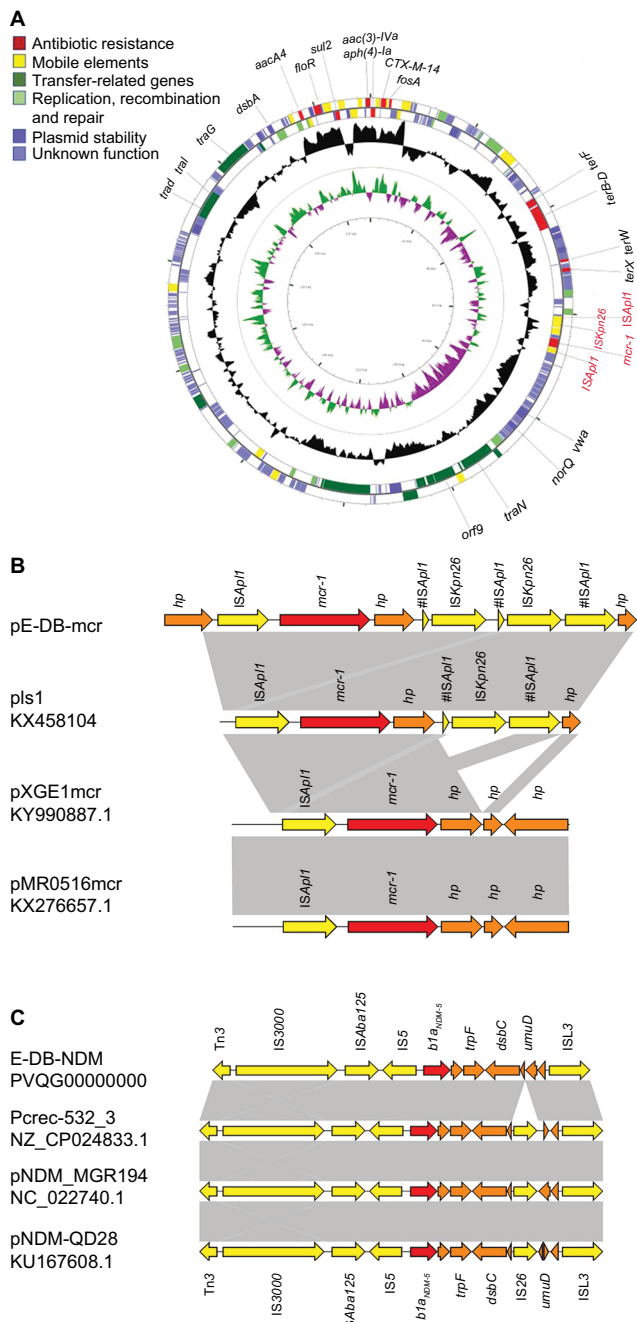 A
Antibiotic resistance
Mobile elements
Transfer-related genes
Replication, recombination
and repair
Plasmid stability
Unknown function
trad
traI
traG
dsbA
aacA4
floR
sul2
aac(3)-IVa
aph(4)-Ia
CTX-M-14
fosA
terF
terB-D
terW
terX
ISApl1
mcr-1
ISKpn26
ISApl1
vwa
norQ
traN
orf9
B
hp ISApl1 mcr-1 hp #ISApl1 ISKpn26 #ISApl1 ISKpn26 #ISApl1 hp
pE-DB-mcr
ISApl1 mcr-1 hp #ISApl1 ISKpn26 #ISApl1 hp
pIs1
KX458104
ISApl1 mcr-1 hp hp hp
pXGE1mcr
KY990887.1
ISApl1 mcr-1 hp hp hp
pMR0516mcr
KX276657.1
C
Tn3 IS3000 ISAba125 IS5 b1aNDM-5 trpF dsbC umuD ISL3
E-DB-NDM
PVQG00000000
Pcrec-532_3
NZ_CP024833.1
pNDM_MGR194
NC_022740.1
pNDM-QD28
KU167608.1
Tn3 IS3000 SAba125 IS5 b1aNDM-5 trpF dsbC IS26 umuD ISL3